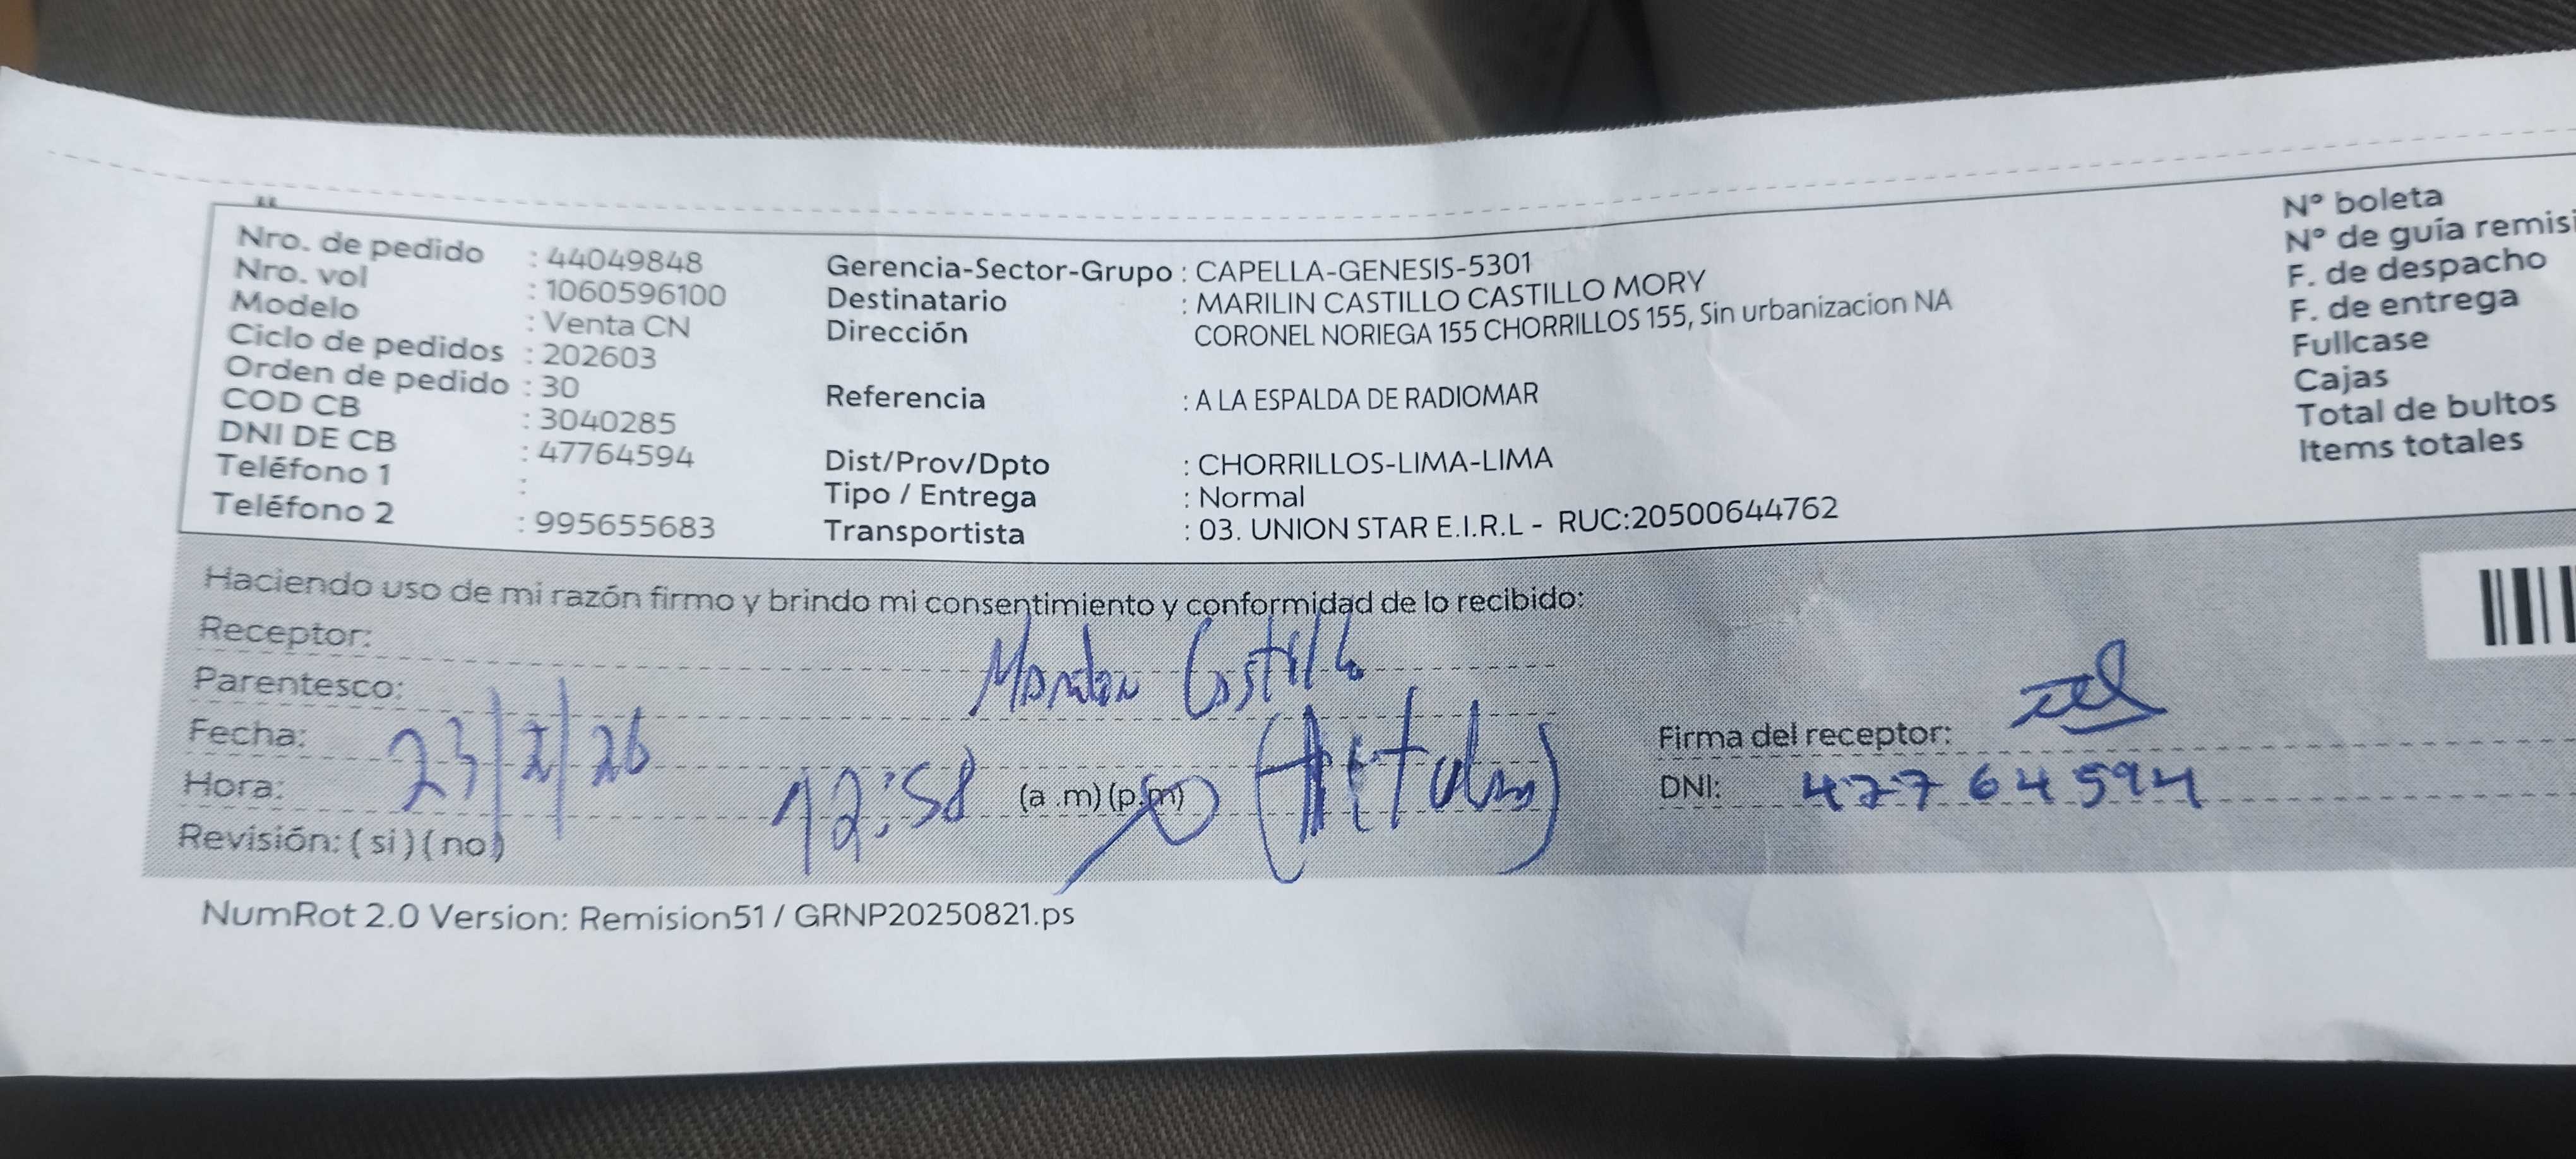 Nro. de pedido : 44049848
Nro. vol : 1060596100
Modelo : Venta CN
Ciclo de pedidos : 202603
Orden de pedido : 30
COD CB : 3040285
DNI DE CB : 47764594
Teléfono 1 :
Teléfono 2 : 995655683
Gerencia-Sector-Grupo : CAPELLA-GENESIS-5301
Destinatario : MARILIN CASTILLO CASTILLO MORY
Dirección CORONEL NORIEGA 155 CHORRILLOS 155, Sin urbanizacion NA
Referencia : A LA ESPALDA DE RADIOMAR
Dist/Prov/Dpto : CHORRILLOS-LIMA-LIMA
Tipo / Entrega : Normal
Transportista : 03. UNION STAR E.I.R.L - RUC:20500644762
N° boleta
N° de guía remisi
F. de despacho
F. de entrega
Fullcase
Cajas
Total de bultos
Items totales
Haciendo uso de mi razón firmo y brindo mi consentimiento y conformidad de lo recibido:
Receptor: Castillo
Parentesco:
Fecha: 23/2/26
Hora: 12:58 (a .m) (p.m) (titular)
Revisión: ( si ) ( no )
Firma del receptor:
DNI: 47764594
NumRot 2.0 Version: Remision51 / GRNP20250821.ps